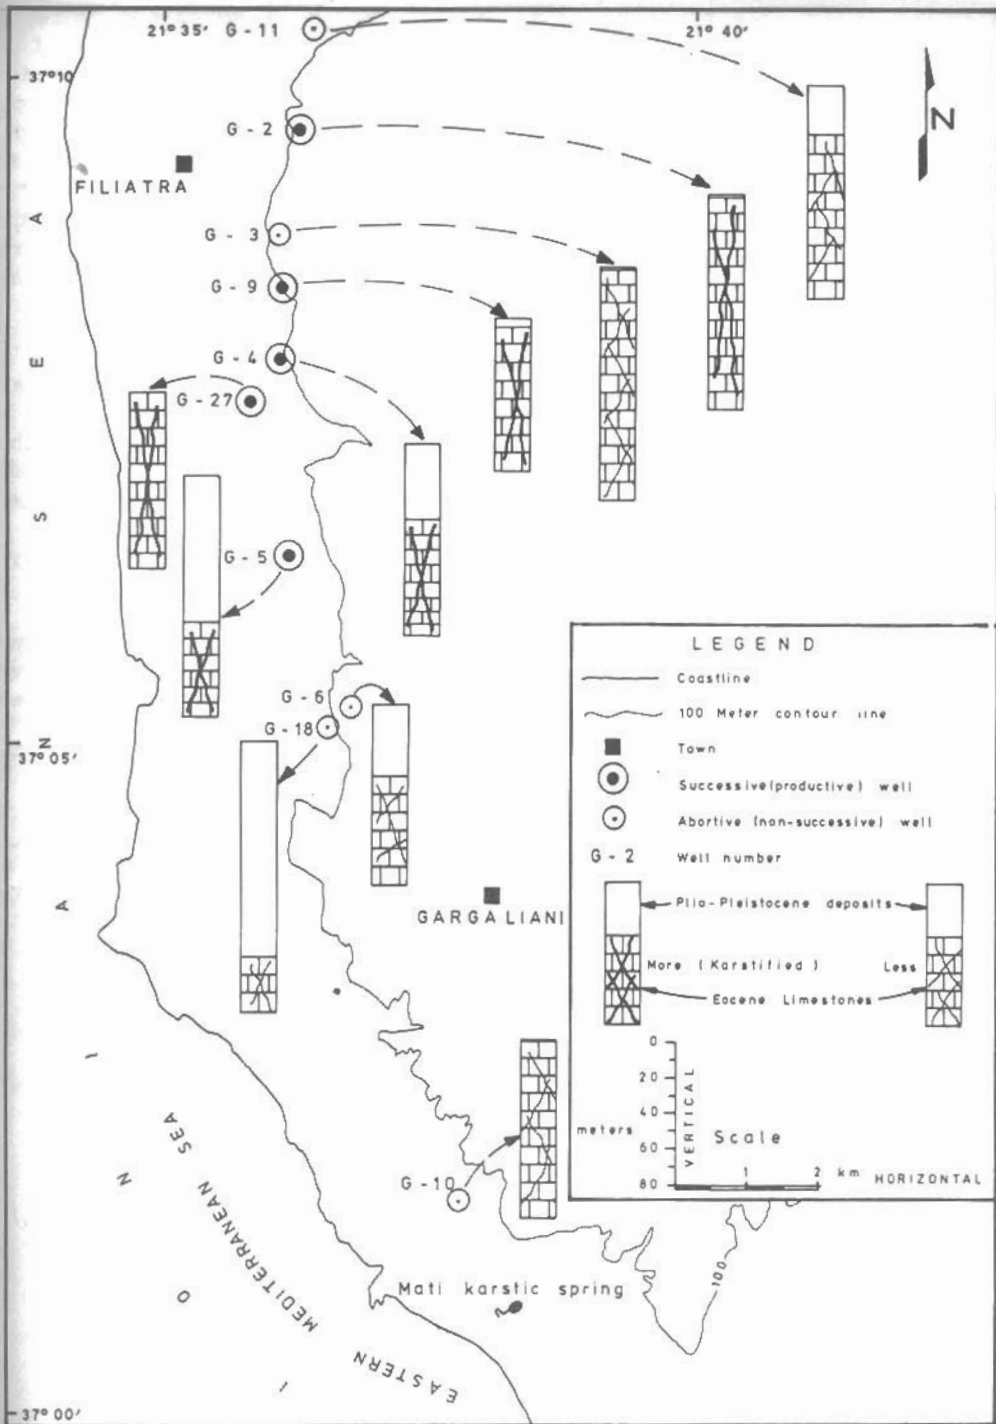 21°35' G-11 21°40'
37°10'
N
G-2
FILIATRA
G-3
G-9
G-4
G-27
G-5
G-6
G-18
37°05'
GARGALIANI
G-10
Mati karstic spring
100
37°00'
IONIAN SEA
EASTERN MEDITERRANEAN SEA
LEGEND
Coastline
100 Meter contour line
Town
Successive(productive) well
Abortive (non-successive) well
G-2 Well number
Plio-Pleistocene deposits
More (Karstified) Less
Eocene Limestones
0
20
40
60
80
meters
VERTICAL
Scale
1 2 km HORIZONTAL